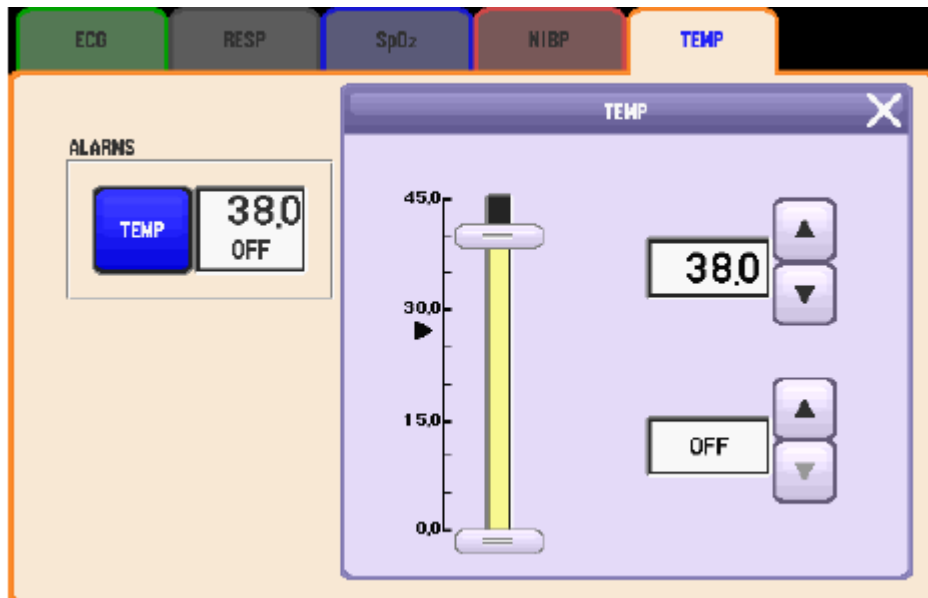 ECG RESP SpO₂ NIBP TEMP
TEMP
ALARMS
TEMP
38.0
OFF
45.0
30.0
15.0
0.0
38.0
OFF